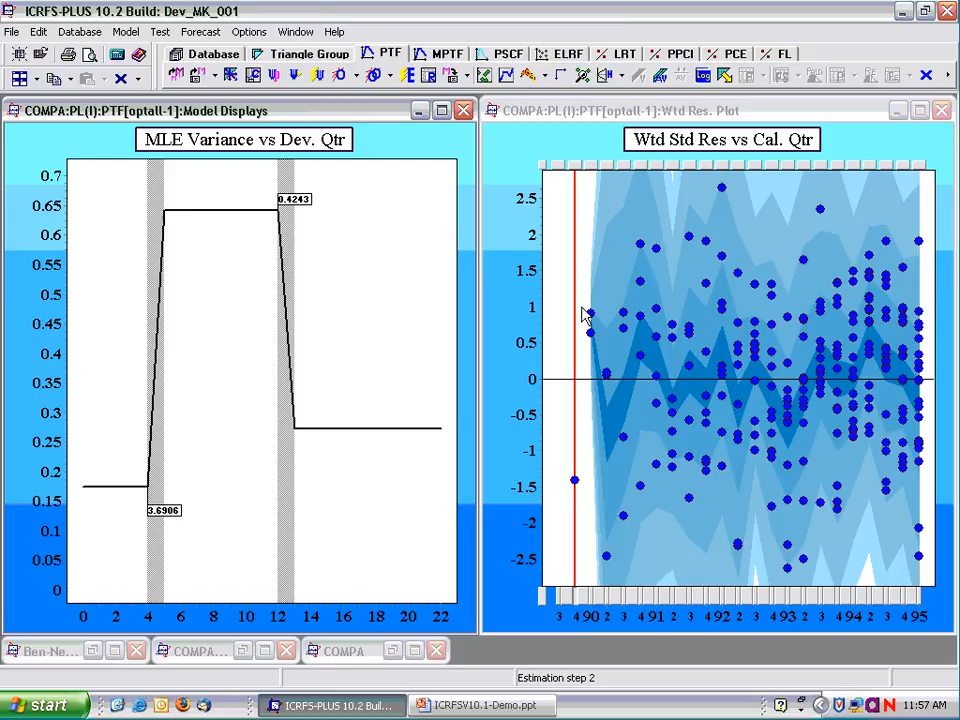 ICRFS-PLUS 10.2 Build: Dev_MK_001
File Edit Database Model Test Forecast Options Window Help
Database Triangle Group PTF MPTF PSCF ELRF LRT PPCI PCE FL
COMPA:PL(I):PTF[optall-1]:Model Displays
MLE Variance vs Dev. Qtr
0.7
0.65
0.6
0.55
0.5
0.45
0.4
0.35
0.3
0.25
0.2
0.15
0.1
0.05
0
0.4243
3.6906
0 2 4 6 8 10 12 14 16 18 20 22
COMPA:PL(I):PTF[optall-1]:Wtd Res. Plot
Wtd Std Res vs Cal. Qtr
2.5
2
1.5
1
0.5
0
-0.5
-1
-1.5
-2
-2.5
3 4 90 2 3 4 91 2 3 4 92 2 3 4 93 2 3 4 94 2 3 4 95
Ben-Ne... COMPA... COMPA
Estimation step 2
start
ICRFS-PLUS 10.2 Buil...
ICRFSV10.1-Demo.ppt
11:57 AM